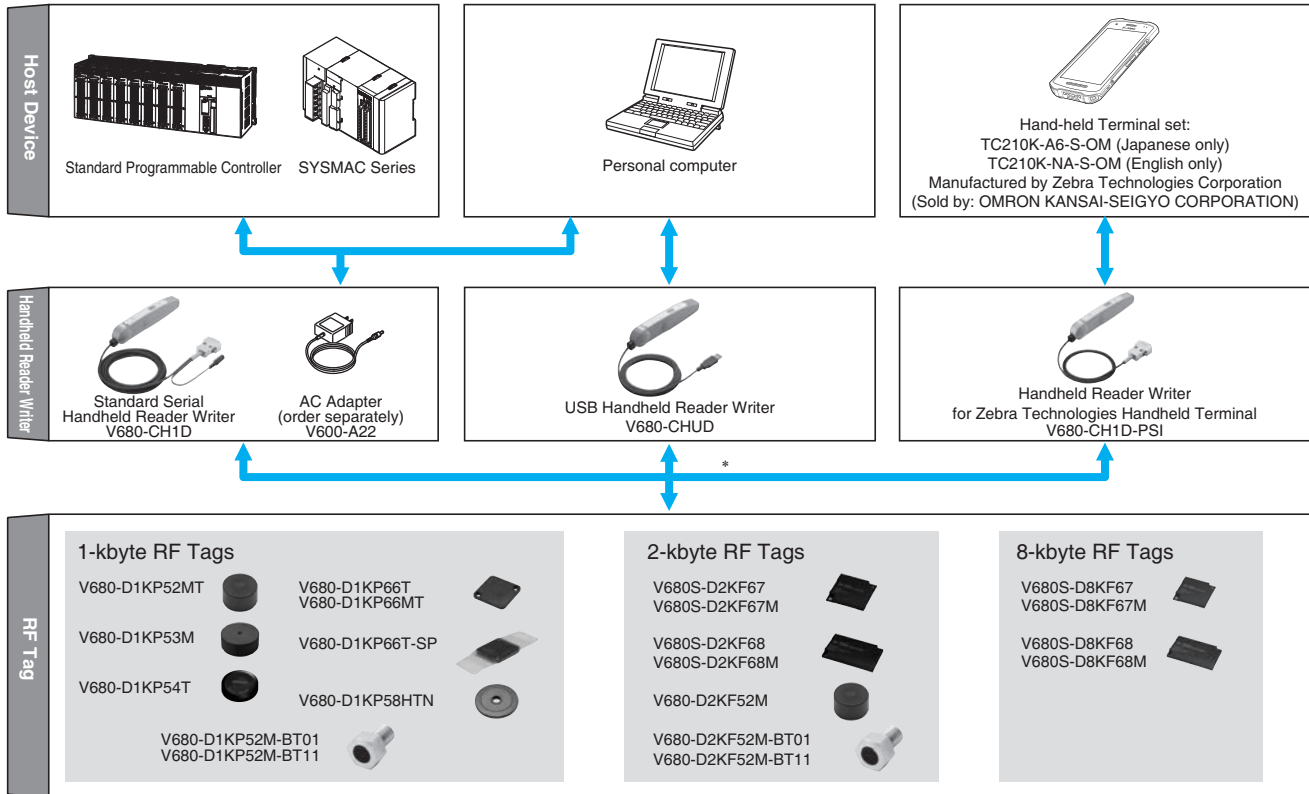 Host Device
Standard Programmable Controller
SYSMAC Series
Personal computer
Hand-held Terminal set:
TC210K-A6-S-OM (Japanese only)
TC210K-NA-S-OM (English only)
Manufactured by Zebra Technologies Corporation
(Sold by: OMRON KANSAI-SEIGYO CORPORATION)
Handheld Reader Writer
Standard Serial
Handheld Reader Writer
V680-CH1D
AC Adapter
(order separately)
V600-A22
USB Handheld Reader Writer
V680-CHUD
Handheld Reader Writer
for Zebra Technologies Handheld Terminal
V680-CH1D-PSI
*
RF Tag
1-kbyte RF Tags
V680-D1KP52MT
V680-D1KP53M
V680-D1KP54T
V680-D1KP66T
V680-D1KP66MT
V680-D1KP66T-SP
V680-D1KP58HTN
V680-D1KP52M-BT01
V680-D1KP52M-BT11
2-kbyte RF Tags
V680S-D2KF67
V680S-D2KF67M
V680S-D2KF68
V680S-D2KF68M
V680-D2KF52M
V680-D2KF52M-BT01
V680-D2KF52M-BT11
8-kbyte RF Tags
V680S-D8KF67
V680S-D8KF67M
V680S-D8KF68
V680S-D8KF68M